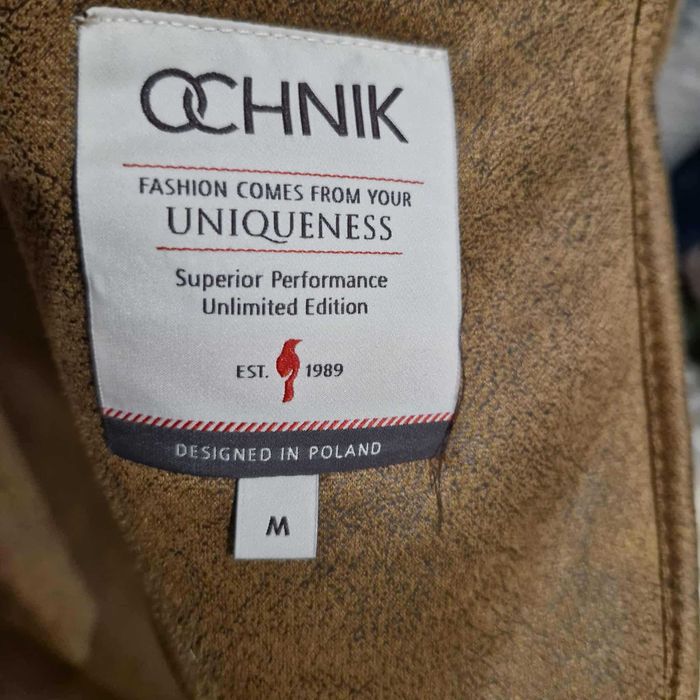 OCHNIK
FASHION COMES FROM YOUR
UNIQUENESS
Superior Performance
Unlimited Edition
EST. 1989
DESIGNED IN POLAND
M